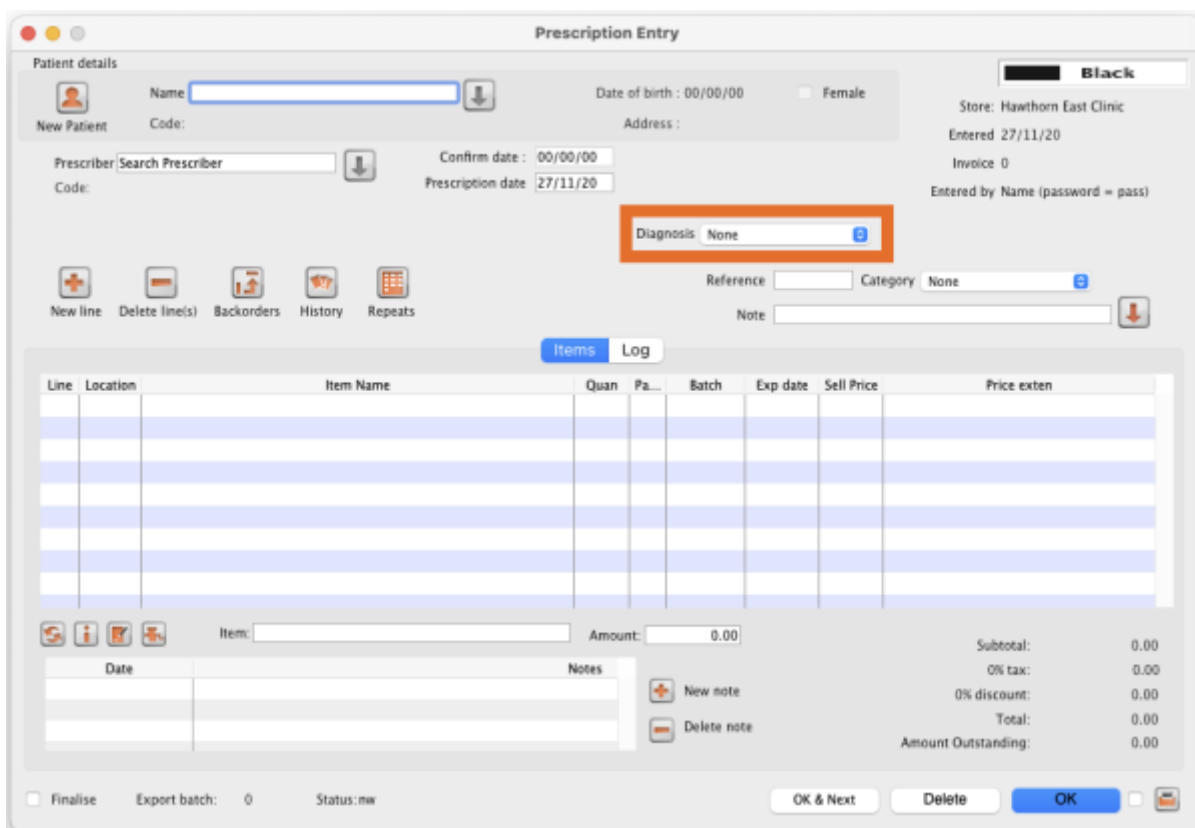 Prescription Entry
Patient details
Black
Name
Date of birth : 00/00/00
Female
Store: Hawthorn East Clinic
New Patient
Code:
Address :
Entered 27/11/20
Prescriber Search Prescriber
Confirm date : 00/00/00
Invoice 0
Code:
Prescription date 27/11/20
Entered by Name (password = pass)
Diagnosis None
Reference
Category None
New line Delete line(s) Backorders History Repeats
Note
Items Log
Line Location Item Name Quan Pa... Batch Exp date Sell Price Price exten
Item:
Amount: 0.00
Subtotal: 0.00
Date Notes
0% tax: 0.00
New note
0% discount: 0.00
Total: 0.00
Delete note
Amount Outstanding: 0.00
Finalise Export batch: 0 Status:nw OK & Next Delete OK